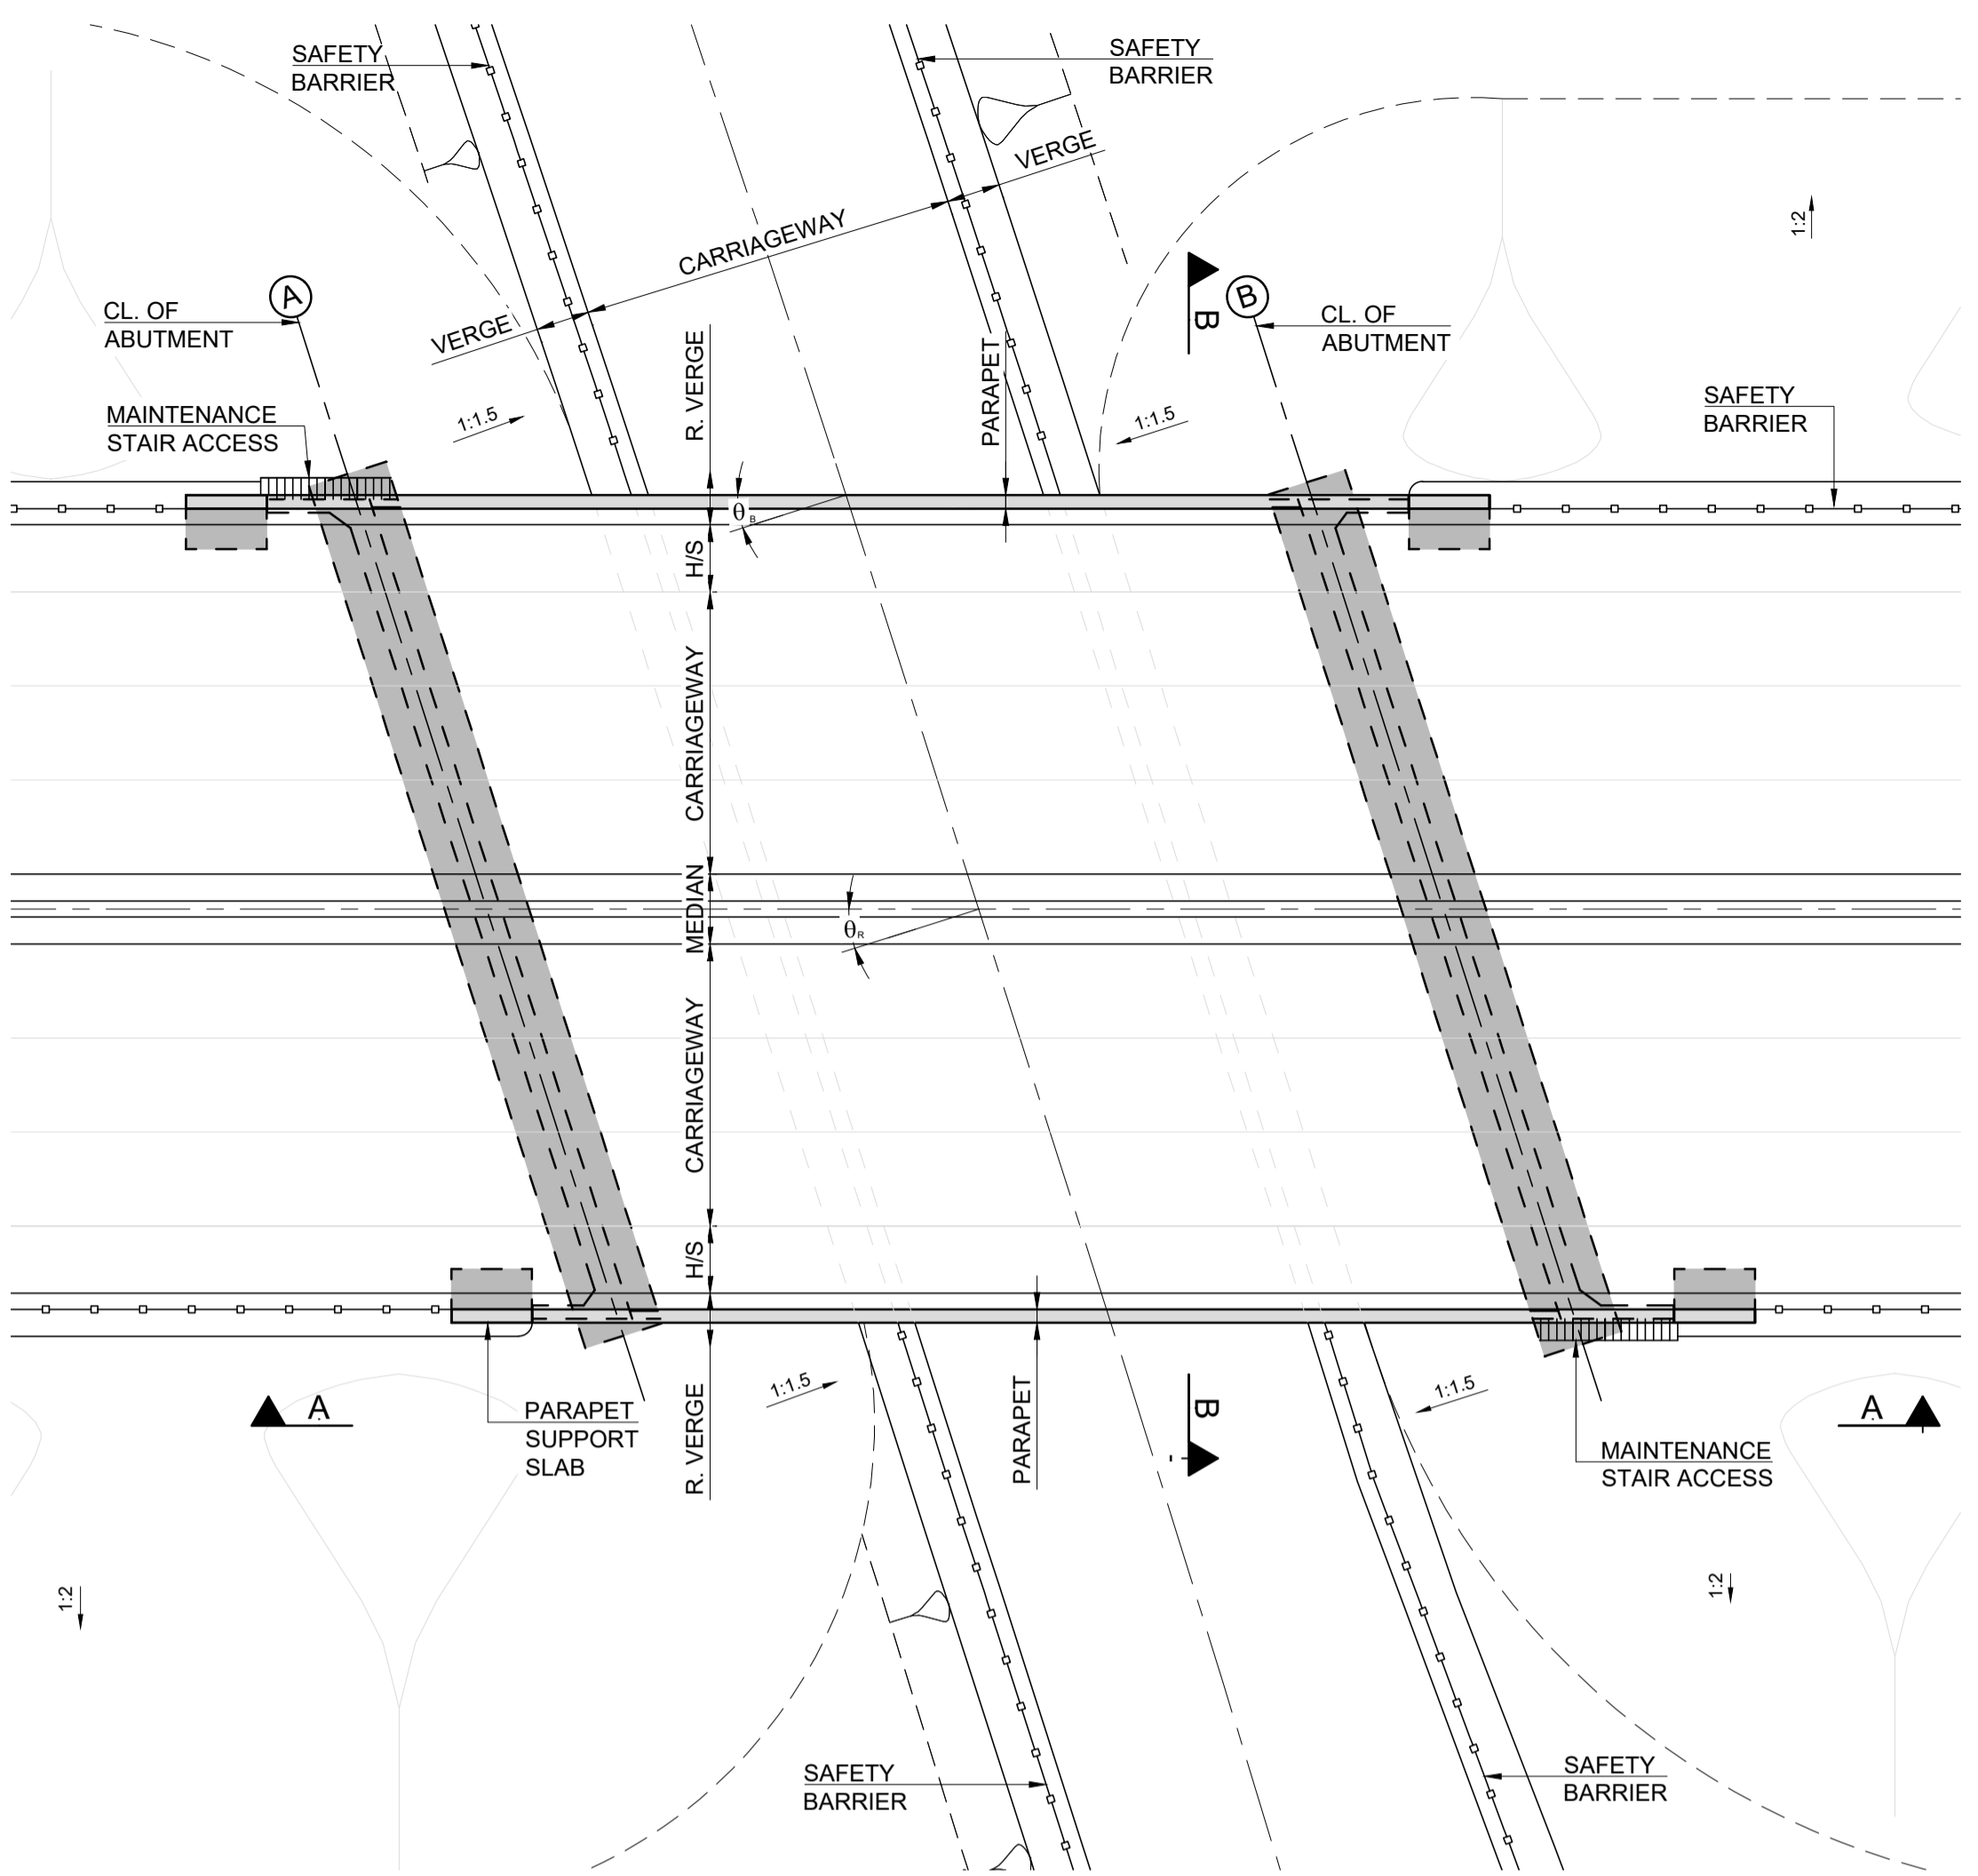 SAFETY
BARRIER
SAFETY
BARRIER
VERGE
CARRIAGEWAY
VERGE
1:2
A
B
B
CL. OF
ABUTMENT
CL. OF
ABUTMENT
R. VERGE
PARAPET
MAINTENANCE
STAIR ACCESS
1:1.5
1:1.5
SAFETY
BARRIER
θB
H/S
CARRIAGEWAY
MEDIAN
θR
CARRIAGEWAY
H/S
1:1.5
1:1.5
A
PARAPET
SUPPORT
SLAB
R. VERGE
PARAPET
B
A
MAINTENANCE
STAIR ACCESS
1:2
1:2
SAFETY
BARRIER
SAFETY
BARRIER